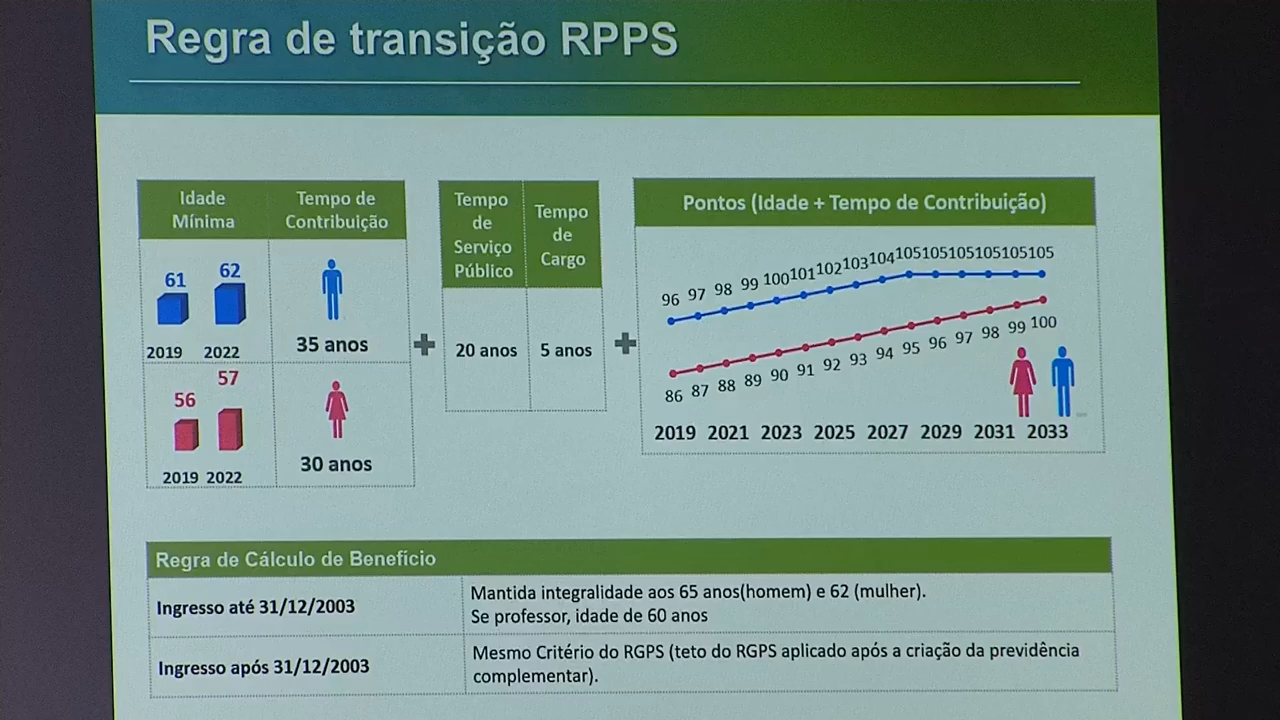 Regra de transição RPPS
Idade
Mínima
Tempo de
Contribuição
61
62
2019 2022
35 anos
56
57
2019 2022
30 anos
Tempo
de
Serviço
Público
Tempo
de
Cargo
20 anos
5 anos
Pontos (Idade + Tempo de Contribuição)
96 97 98 99 100 101 102 103 104 105 105 105 105 105 105
86 87 88 89 90 91 92 93 94 95 96 97 98 99 100
2019 2021 2023 2025 2027 2029 2031 2033
Regra de Cálculo de Benefício
Ingresso até 31/12/2003
Mantida integralidade aos 65 anos(homem) e 62 (mulher).
Se professor, idade de 60 anos
Ingresso após 31/12/2003
Mesmo Critério do RGPS (teto do RGPS aplicado após a criação da previdência
complementar).